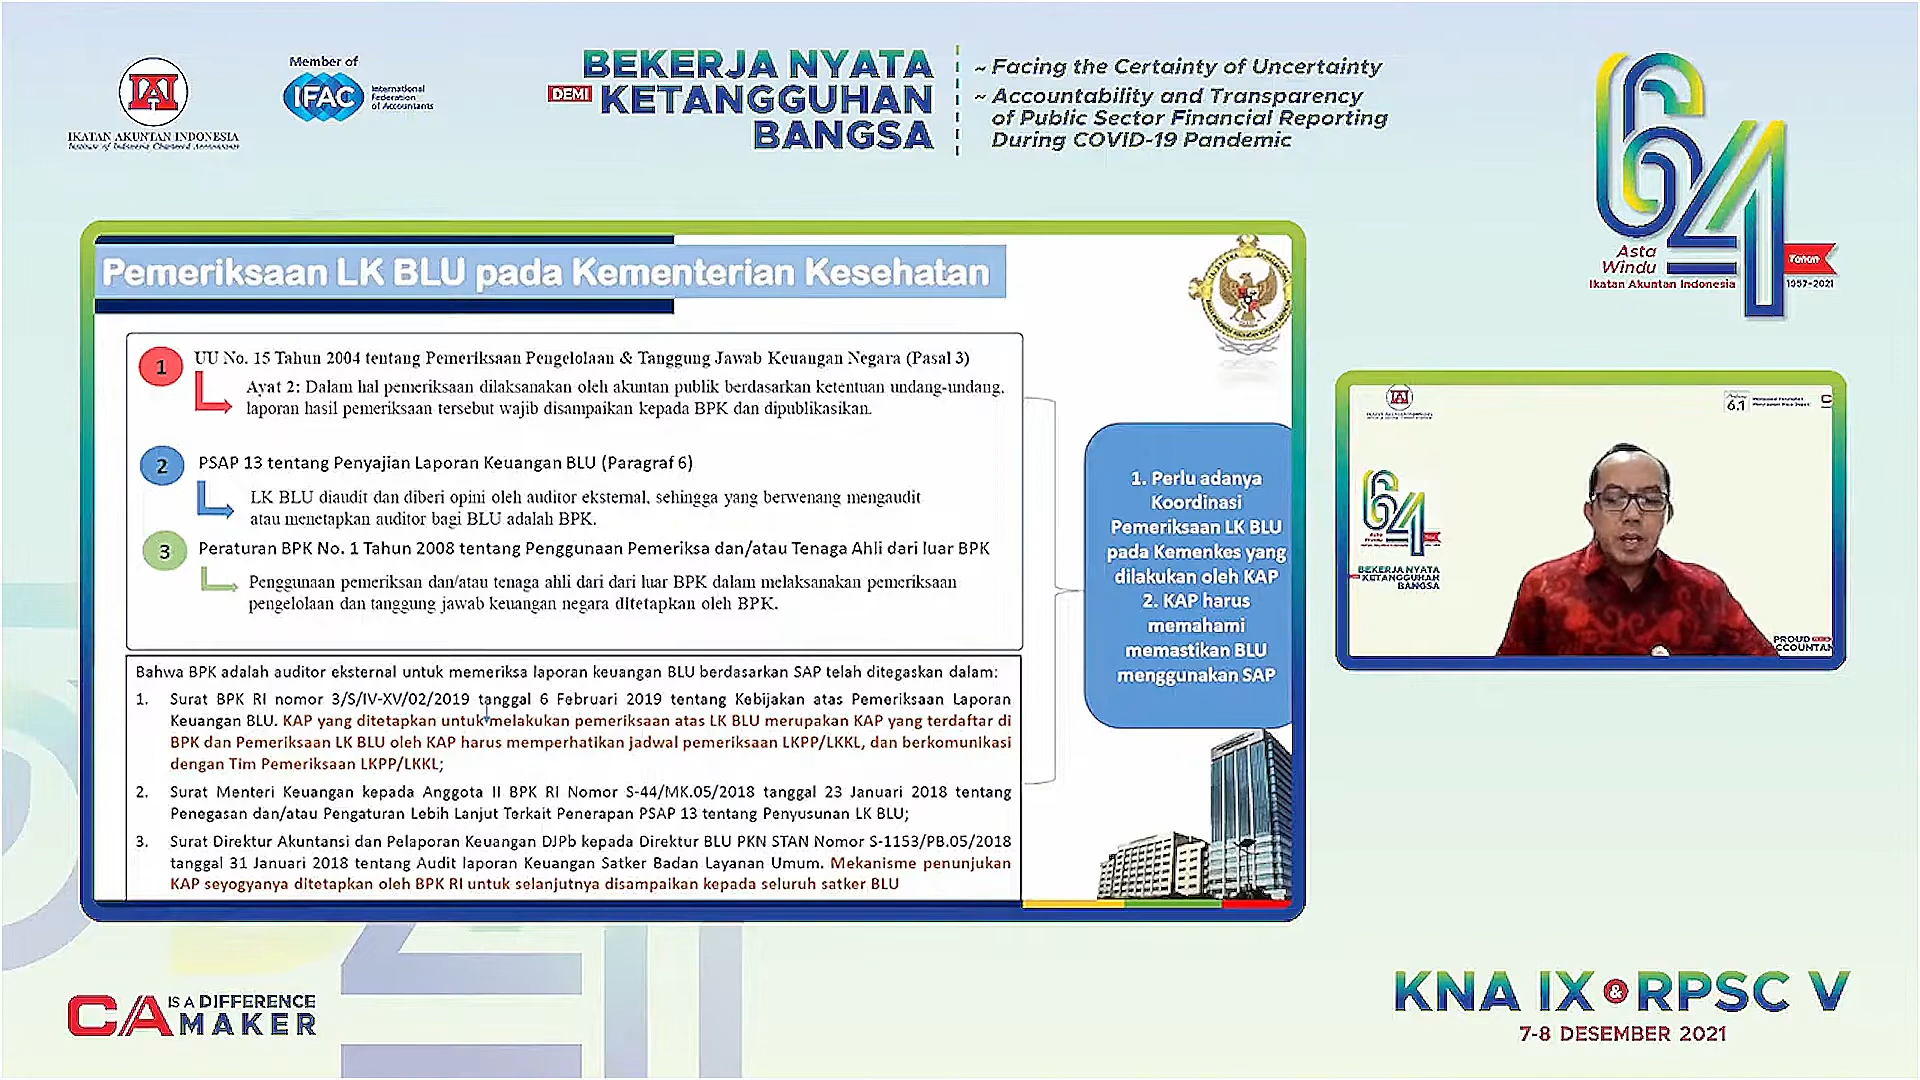 IAI
IKATAN AKUNTAN INDONESIA
Institute of Indonesia Chartered Accountants
Member of
IFAC
International
Federation
of Accountants
BEKERJA NYATA
DEMI KETANGGUHAN
BANGSA
~ Facing the Certainty of Uncertainty
~ Accountability and Transparency
of Public Sector Financial Reporting
During COVID-19 Pandemic
64
Asta
Windu
Tahun
Ikatan Akuntan Indonesia
1957-2021
Pemeriksaan LK BLU pada Kementerian Kesehatan
1
UU No. 15 Tahun 2004 tentang Pemeriksaan Pengelolaan & Tanggung Jawab Keuangan Negara (Pasal 3)
Ayat 2: Dalam hal pemeriksaan dilaksanakan oleh akuntan publik berdasarkan ketentuan undang-undang,
laporan hasil pemeriksaan tersebut wajib disampaikan kepada BPK dan dipublikasikan.
2
PSAP 13 tentang Penyajian Laporan Keuangan BLU (Paragraf 6)
LK BLU diaudit dan diberi opini oleh auditor eksternal, sehingga yang berwenang mengaudit
atau menetapkan auditor bagi BLU adalah BPK.
3
Peraturan BPK No. 1 Tahun 2008 tentang Penggunaan Pemeriksa dan/atau Tenaga Ahli dari luar BPK
Penggunaan pemeriksan dan/atau tenaga ahli dari dari luar BPK dalam melaksanakan pemeriksaan
pengelolaan dan tanggung jawab keuangan negara ditetapkan oleh BPK.
Bahwa BPK adalah auditor eksternal untuk memeriksa laporan keuangan BLU berdasarkan SAP telah ditegaskan dalam:
1. Surat BPK RI nomor 3/S/IV-XV/02/2019 tanggal 6 Februari 2019 tentang Kebijakan atas Pemeriksaan Laporan
Keuangan BLU. KAP yang ditetapkan untuk melakukan pemeriksaan atas LK BLU merupakan KAP yang terdaftar di
BPK dan Pemeriksaan LK BLU oleh KAP harus memperhatikan jadwal pemeriksaan LKPP/LKKL, dan berkomunikasi
dengan Tim Pemeriksaan LKPP/LKKL;
2. Surat Menteri Keuangan kepada Anggota II BPK RI Nomor S-44/MK.05/2018 tanggal 23 Januari 2018 tentang
Penegasan dan/atau Pengaturan Lebih Lanjut Terkait Penerapan PSAP 13 tentang Penyusunan LK BLU;
3. Surat Direktur Akuntansi dan Pelaporan Keuangan DJPb kepada Direktur BLU PKN STAN Nomor S-1153/PB.05/2018
tanggal 31 Januari 2018 tentang Audit laporan Keuangan Satker Badan Layanan Umum. Mekanisme penunjukan
KAP seyogyanya ditetapkan oleh BPK RI untuk selanjutnya disampaikan kepada seluruh satker BLU
1. Perlu adanya
Koordinasi
Pemeriksaan LK BLU
pada Kemenkes yang
dilakukan oleh KAP
2. KAP harus
memahami
memastikan BLU
menggunakan SAP
6.1
64
BEKERJA NYATA
KETANGGUHAN
BANGSA
PROUD
CCOUNTAN
CA IS A DIFFERENCE
MAKER
KNA IX & RPSC V
7-8 DESEMBER 2021